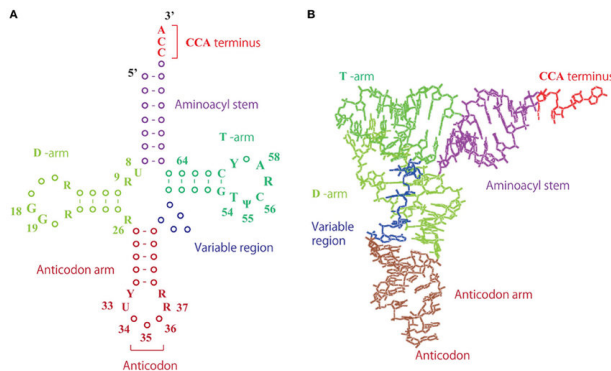 A
3'
A
C
C
CCA terminus
5'
Aminoacyl stem
D -arm
T -arm
8
64
Y
A
58
9
U
C
R
R
R
G
T
Ψ
C
56
54
55
18
G
G
R
R
19
26
Variable region
Anticodon arm
Y
R
33
U
R
37
34
36
35
Anticodon
B
T -arm
CCA terminus
Aminoacyl stem
D -arm
Variable
region
Anticodon arm
Anticodon